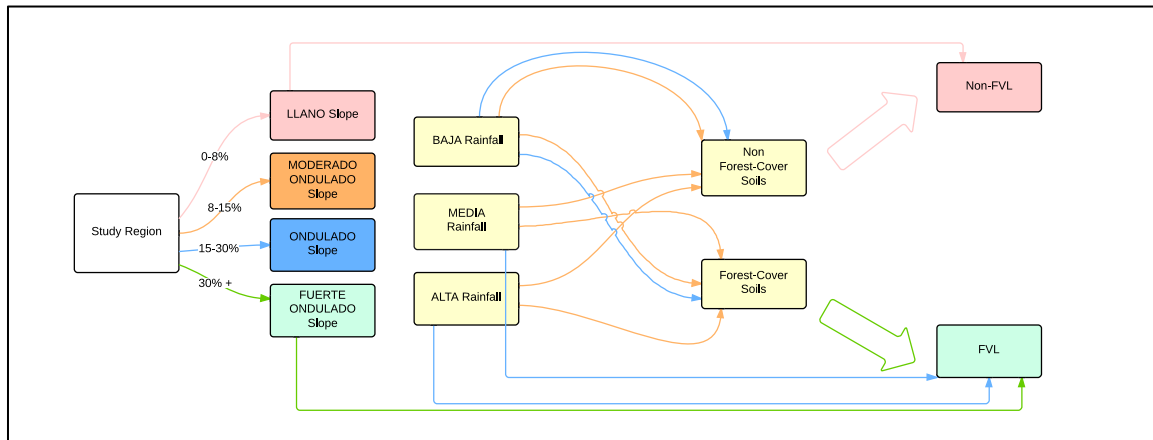 Study Region
0-8%
8-15%
15-30%
30% +
LLANO Slope
MODERADO
ONDULADO
Slope
ONDULADO
Slope
FUERTE
ONDULADO
Slope
BAJA Rainfall
MEDIA
Rainfall
ALTA Rainfall
Non
Forest-Cover
Soils
Forest-Cover
Soils
Non-FVL
FVL